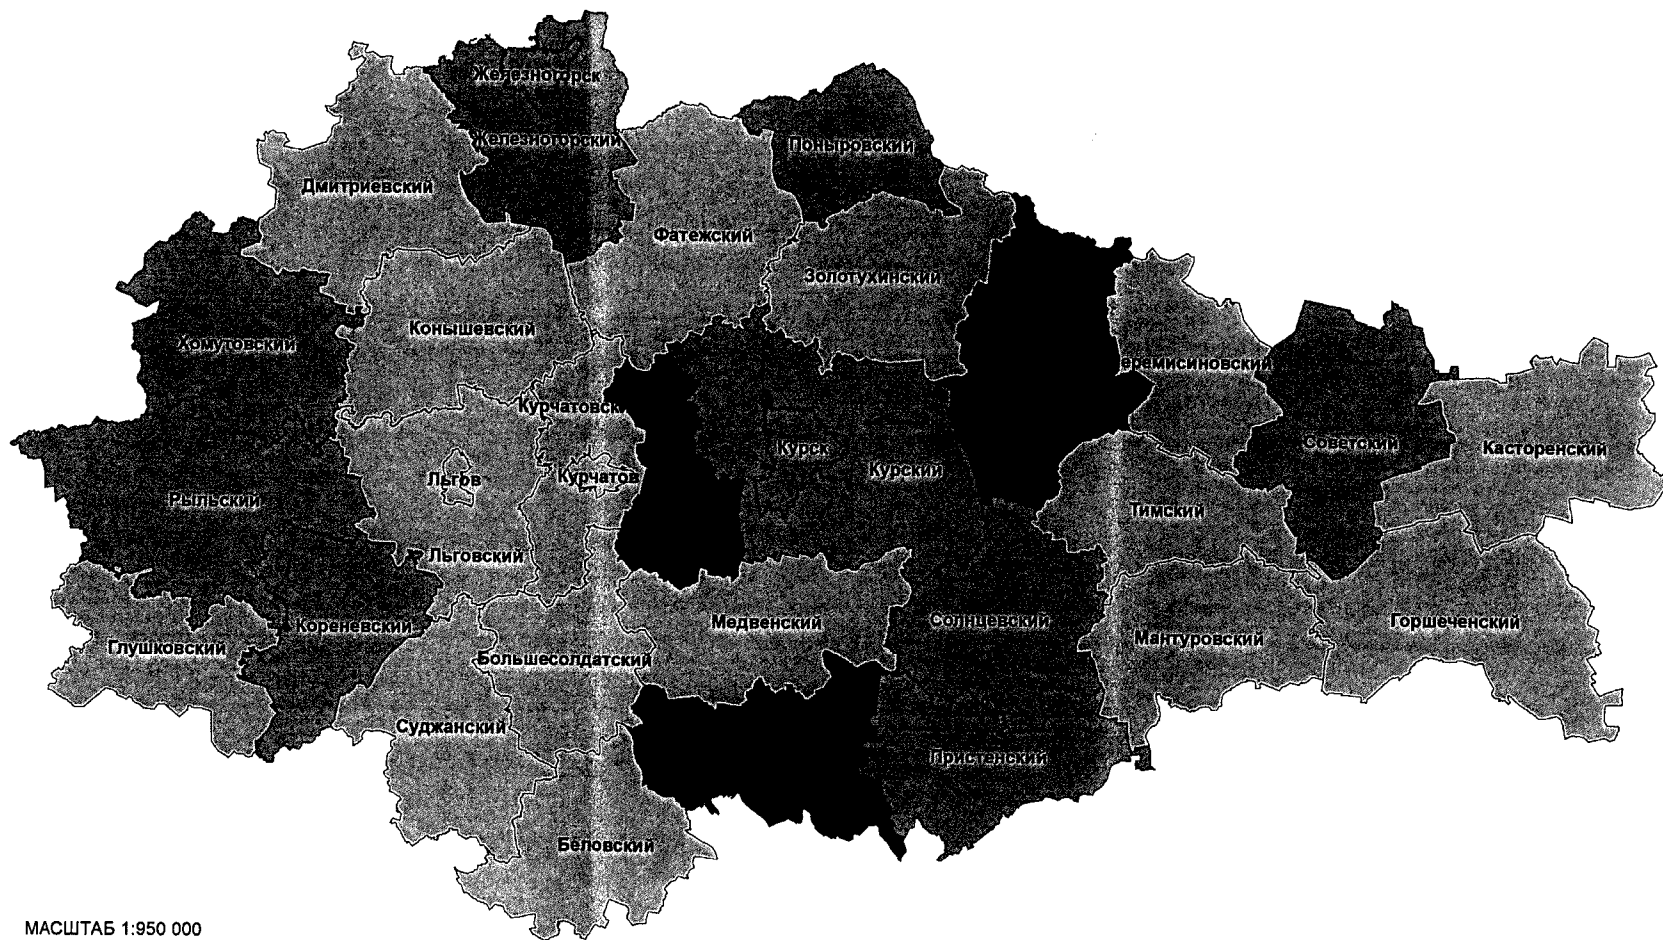 Железногорск
Железногорский
Поныровский
Дмитриевский
Фатежский
Золотухинский
Конышевский
Хомутовский
еремисиновский
Курчатовски
Советский
Курск
Касторенский
Курский
Курчатов
Льгов
Рыльский
Тимский
Льговский
Солнцевский
Медвенский
Горшеченский
Кореневский
Мантуровский
Глушковский
Большесолдатский
Суджанский
Пристенский
Беловский
МАСШТАБ 1:950 000